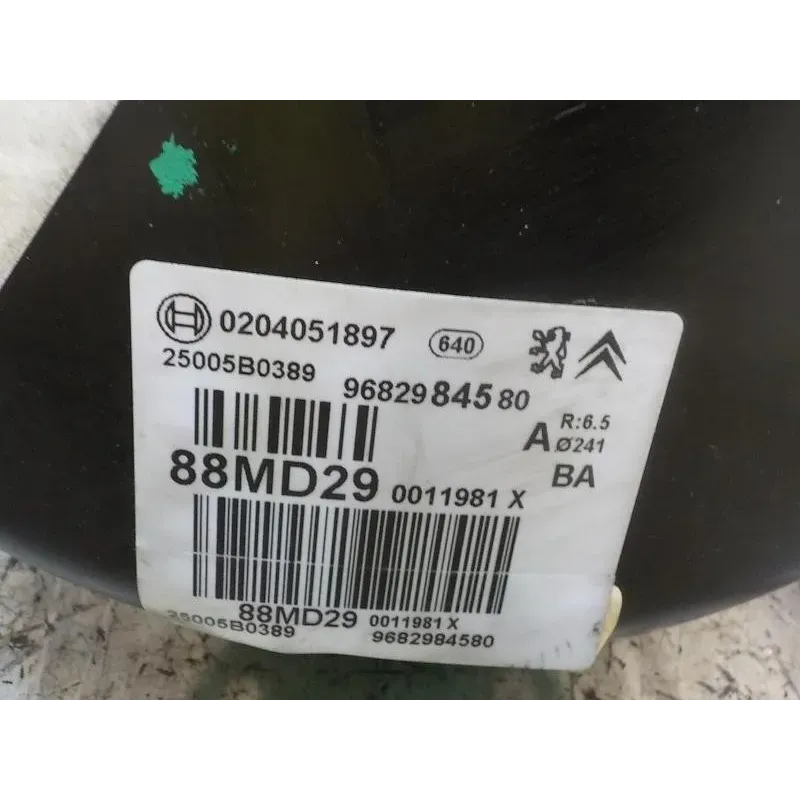 0204051897 640
25005B0389
9682984580
R:6.5
A Ø241
BA
88MD29 0011981 X
88MD29 0011981 X
25005B0389 9682984580